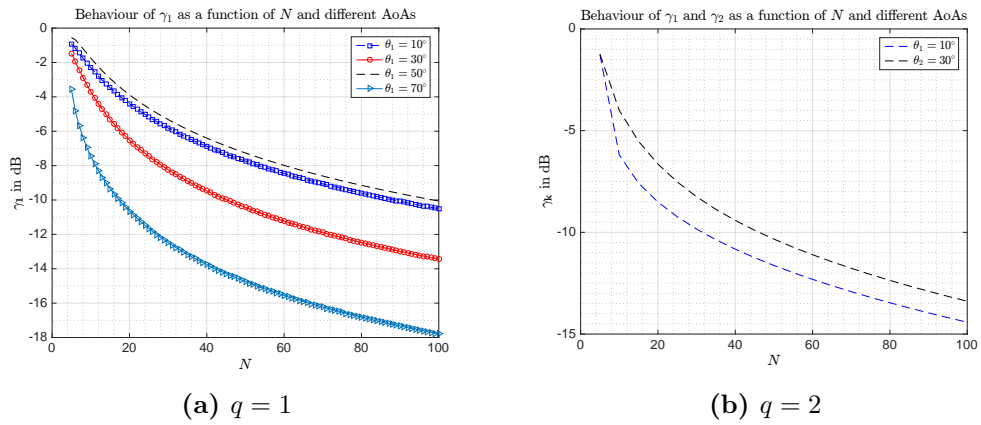 Behaviour of γ₁ as a function of N and different AoAs
θ₁ = 10°
θ₁ = 30°
θ₁ = 50°
θ₁ = 70°
γ₁ in dB
0
-2
-4
-6
-8
-10
-12
-14
-16
-18
0 20 40 60 80 100
N
(a) q = 1
Behaviour of γ₁ and γ₂ as a function of N and different AoAs
θ₁ = 10°
θ₂ = 30°
γₖ in dB
0
-5
-10
-15
0 20 40 60 80 100
N
(b) q = 2